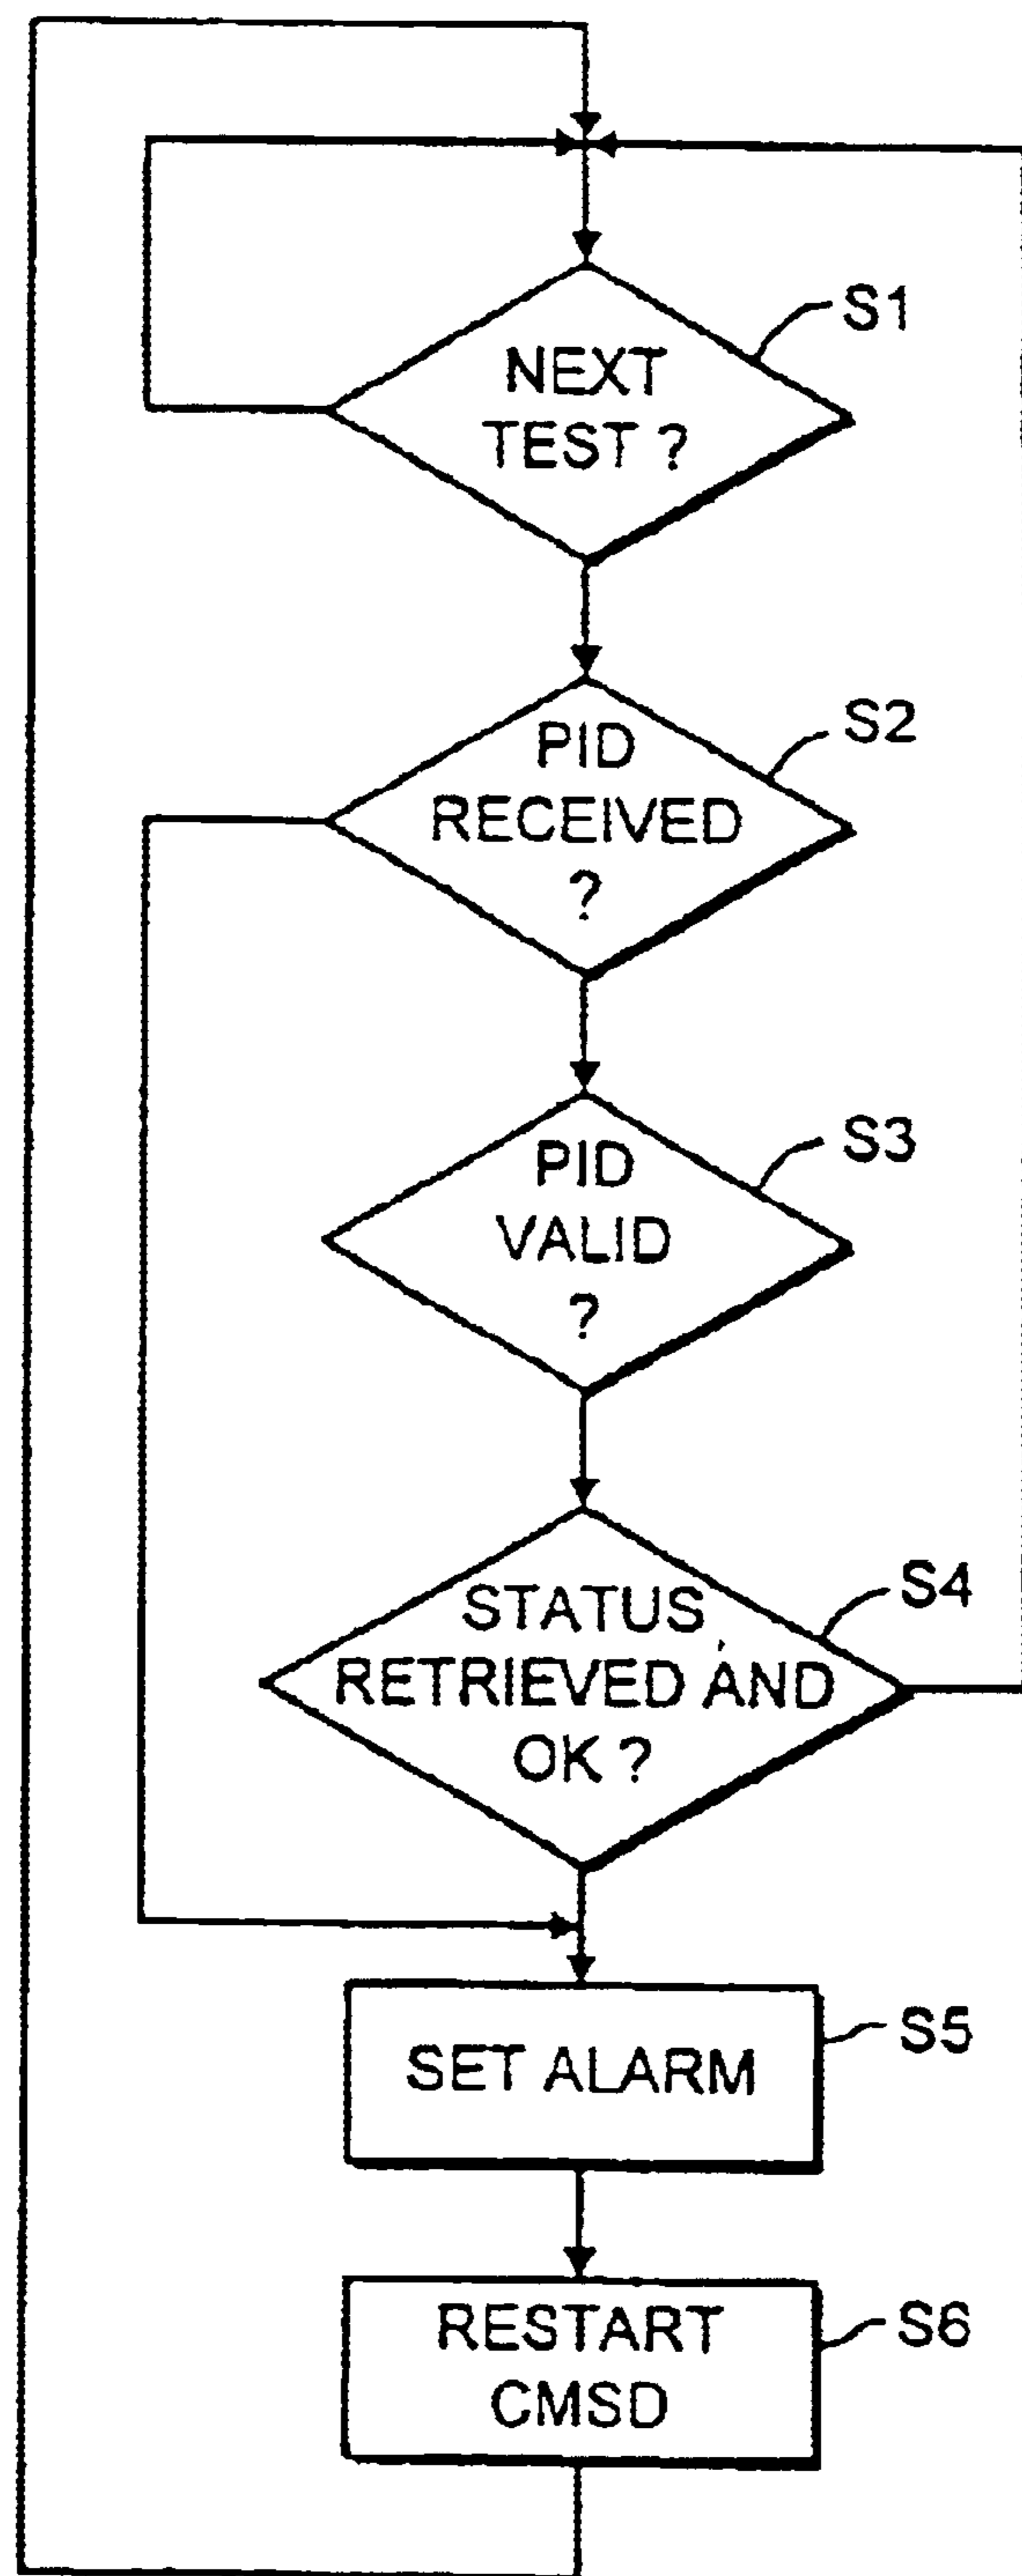 S1
NEXT
TEST ?
S2
PID
RECEIVED
?
S3
PID
VALID
?
S4
STATUS
RETRIEVED AND
OK ?
S5
SET ALARM
S6
RESTART
CMSD